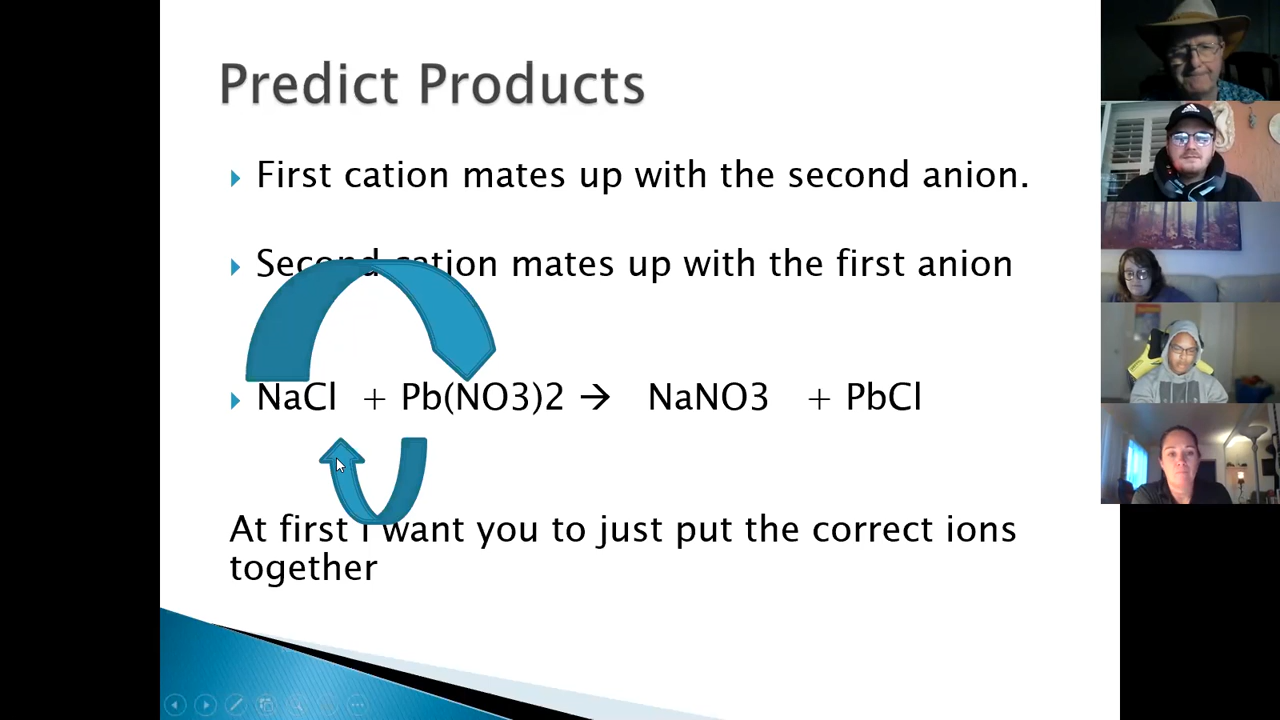 Predict Products
First cation mates up with the second anion.
Second cation mates up with the first anion
NaCl + Pb(NO3)2 → NaNO3 + PbCl
At first I want you to just put the correct ions
together